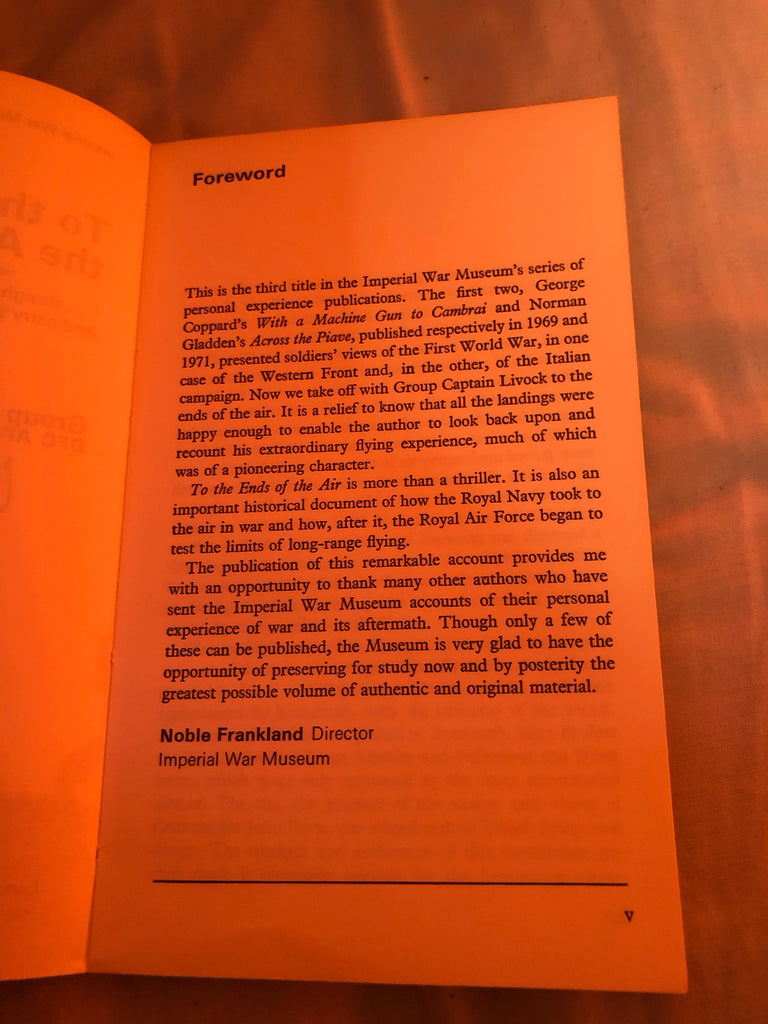 Foreword
This is the third title in the Imperial War Museum's series of
personal experience publications. The first two, George
Coppard's With a Machine Gun to Cambrai and Norman
Gladden's Across the Piave, published respectively in 1969 and
1971, presented soldiers' views of the First World War, in one
case of the Western Front and, in the other, of the Italian
campaign. Now we take off with Group Captain Livock to the
ends of the air. It is a relief to know that all the landings were
happy enough to enable the author to look back upon and
recount his extraordinary flying experience, much of which
was of a pioneering character.
To the Ends of the Air is more than a thriller. It is also an
important historical document of how the Royal Navy took to
the air in war and how, after it, the Royal Air Force began to
test the limits of long-range flying.
The publication of this remarkable account provides me
with an opportunity to thank many other authors who have
sent the Imperial War Museum accounts of their personal
experience of war and its aftermath. Though only a few of
these can be published, the Museum is very glad to have the
opportunity of preserving for study now and by posterity the
greatest possible volume of authentic and original material.
Noble Frankland Director
Imperial War Museum
v